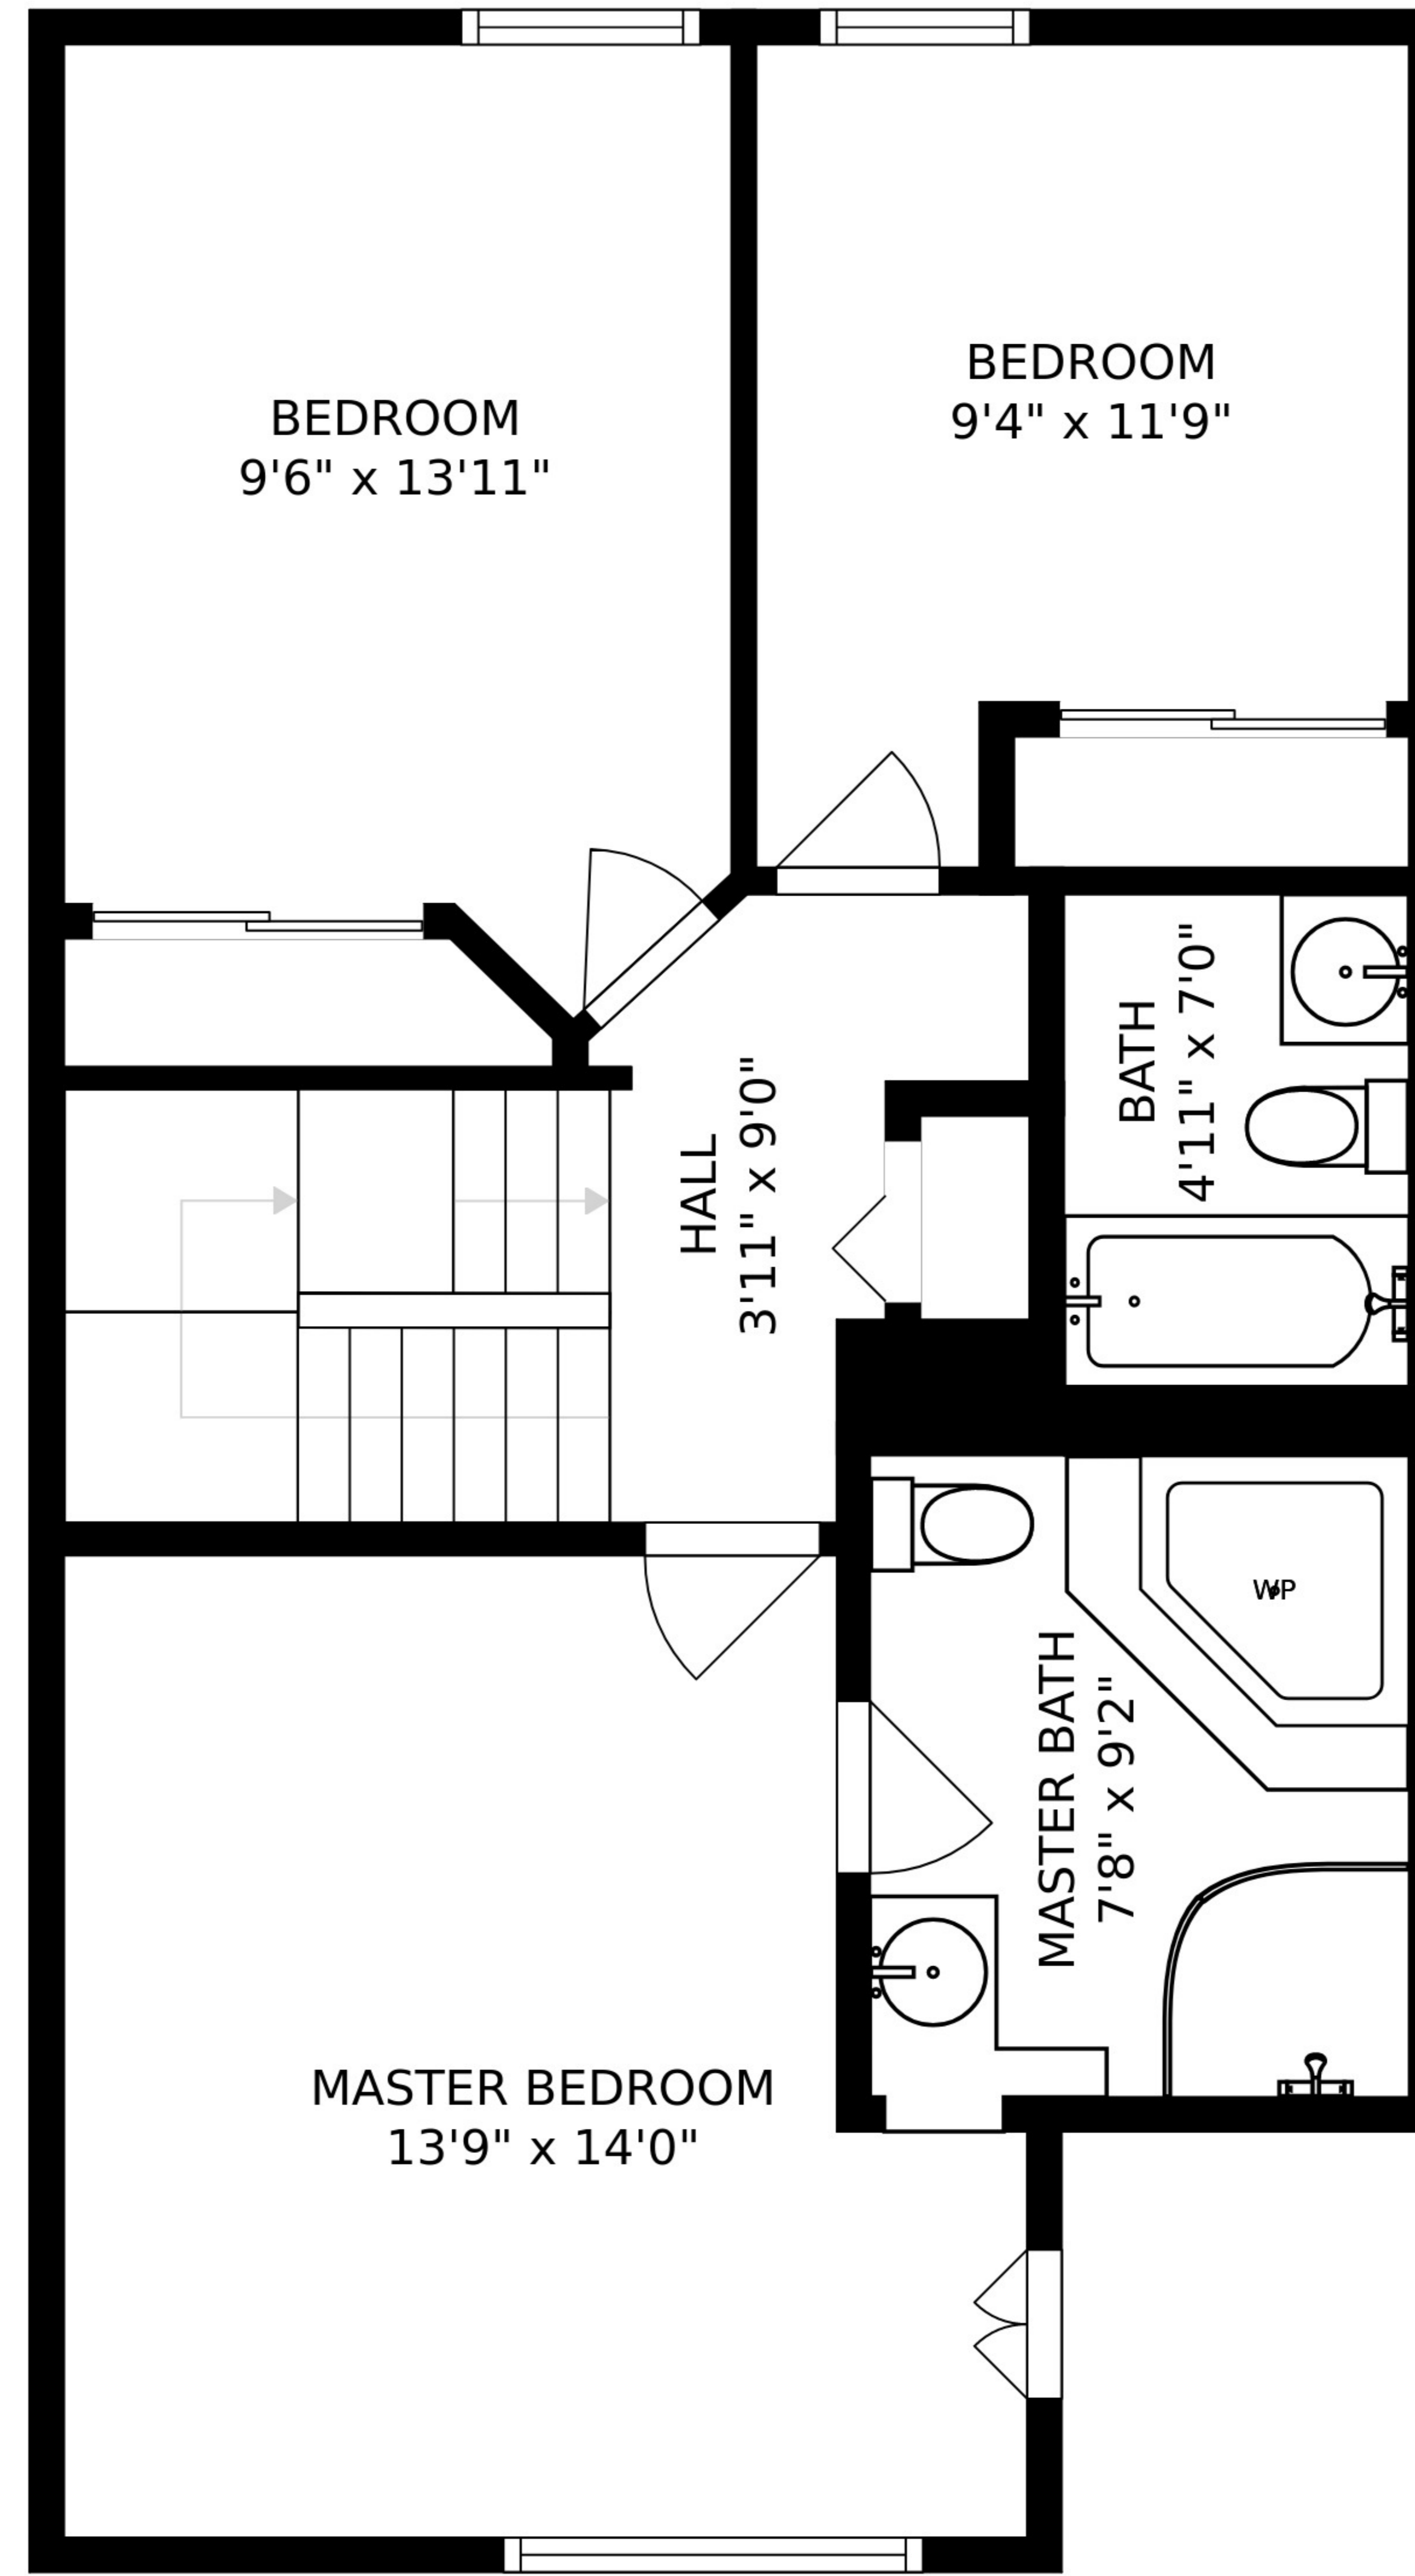 BEDROOM
9'6" x 13'11"
BEDROOM
9'4" x 11'9"
BATH
4'11" x 7'0"
HALL
3'11" x 9'0"
WP
MASTER BATH
7'8" x 9'2"
MASTER BEDROOM
13'9" x 14'0"